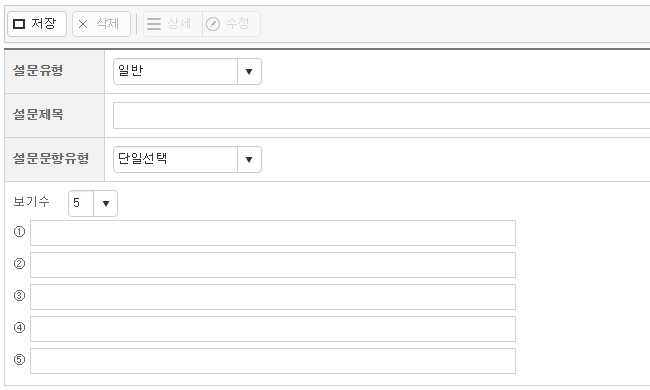 저장 삭제 상세 수정
설문유형 일반
설문제목
설문문항유형 단일선택
보기수 5
①
②
③
④
⑤